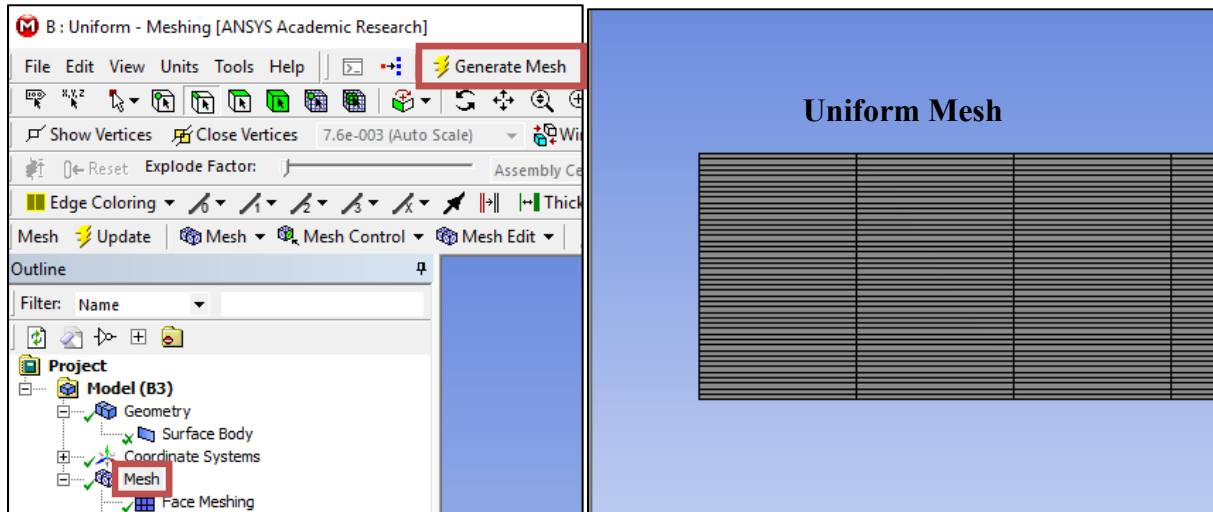 B : Uniform - Meshing [ANSYS Academic Research]
File Edit View Units Tools Help Generate Mesh
Show Vertices Close Vertices 7.6e-003 (Auto Scale)
Reset Explode Factor: Assembly
Edge Coloring
Mesh Update Mesh Mesh Control Mesh Edit
Outline
Filter: Name
Project
Model (B3)
Geometry
Surface Body
Coordinate Systems
Mesh
Face Meshing
Uniform Mesh